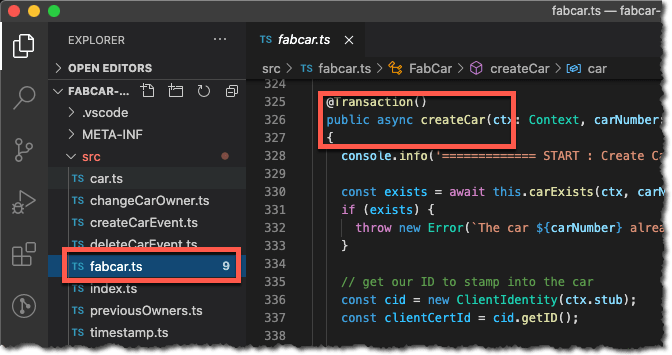 fabcar.ts — fabcar-
EXPLORER
OPEN EDITORS
FABCAR-...
.vscode
META-INF
src
TS car.ts
TS changeCarOwner.ts
TS createCarEvent.ts
TS deleteCarEvent.ts
TS fabcar.ts 9
TS index.ts
TS previousOwners.ts
TS timestamp.ts
TS fabcar.ts
src > TS fabcar.ts > FabCar > createCar > car
324
325 @Transaction()
326 public async createCar(ctx: Context, carNumber:
327 {
328 console.info('============= START : Create C
329
330 const exists = await this.carExists(ctx, carN
331 if (exists) {
332 throw new Error(`The car ${carNumber} alrea
333 }
334
335 // get our ID to stamp into the car
336 const cid = new ClientIdentity(ctx.stub);
337 const clientCertId = cid.getID();
338